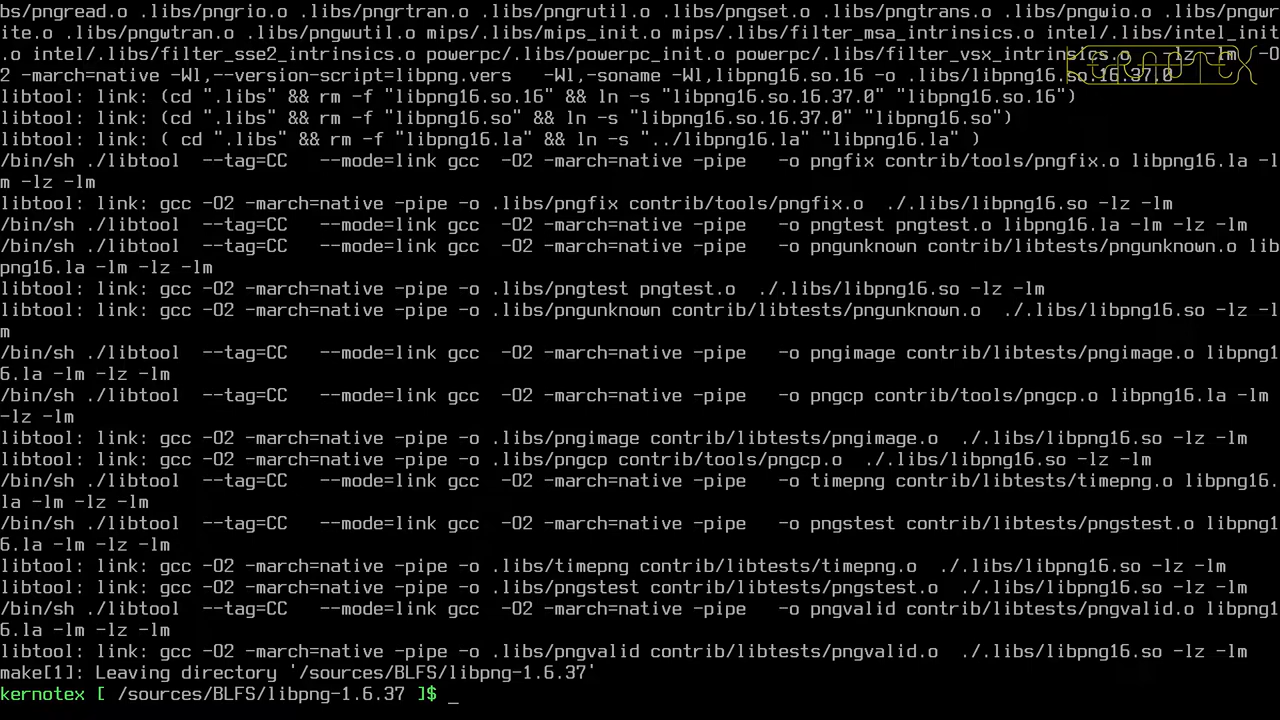 bs/pngread.o .libs/pngrio.o .libs/pngrtran.o .libs/pngrutil.o .libs/pngset.o .libs/pngtrans.o .libs/pngwio.o .libs/pngwr
ite.o .libs/pngwtran.o .libs/pngwutil.o mips/.libs/mips_init.o mips/.libs/filter_msa_intrinsics.o intel/.libs/intel_init
.o intel/.libs/filter_sse2_intrinsics.o powerpc/.libs/powerpc_init.o powerpc/.libs/filter_vsx_intrinsics.o   -lz -lm  -O
2 -march=native -Wl,--version-script=libpng.vers   -Wl,-soname -Wl,libpng16.so.16 -o .libs/libpng16.so.16.37.0
libtool: link: (cd ".libs" && rm -f "libpng16.so.16" && ln -s "libpng16.so.16.37.0" "libpng16.so.16")
libtool: link: (cd ".libs" && rm -f "libpng16.so" && ln -s "libpng16.so.16.37.0" "libpng16.so")
libtool: link: ( cd ".libs" && rm -f "libpng16.la" && ln -s "../libpng16.la" "libpng16.la" )
/bin/sh ./libtool  --tag=CC   --mode=link gcc  -O2 -march=native -pipe   -o pngfix contrib/tools/pngfix.o libpng16.la -l
m -lz -lm
libtool: link: gcc -O2 -march=native -pipe -o .libs/pngfix contrib/tools/pngfix.o  ./.libs/libpng16.so -lz -lm
/bin/sh ./libtool  --tag=CC   --mode=link gcc  -O2 -march=native -pipe   -o pngtest pngtest.o libpng16.la -lm -lz -lm
/bin/sh ./libtool  --tag=CC   --mode=link gcc  -O2 -march=native -pipe   -o pngunknown contrib/libtests/pngunknown.o lib
png16.la -lm -lz -lm
libtool: link: gcc -O2 -march=native -pipe -o .libs/pngtest pngtest.o  ./.libs/libpng16.so -lz -lm
libtool: link: gcc -O2 -march=native -pipe -o .libs/pngunknown contrib/libtests/pngunknown.o  ./.libs/libpng16.so -lz -l
m
/bin/sh ./libtool  --tag=CC   --mode=link gcc  -O2 -march=native -pipe   -o pngimage contrib/libtests/pngimage.o libpng1
6.la -lm -lz -lm
/bin/sh ./libtool  --tag=CC   --mode=link gcc  -O2 -march=native -pipe   -o pngcp contrib/tools/pngcp.o libpng16.la -lm
-lz -lm
libtool: link: gcc -O2 -march=native -pipe -o .libs/pngimage contrib/libtests/pngimage.o  ./.libs/libpng16.so -lz -lm
libtool: link: gcc -O2 -march=native -pipe -o .libs/pngcp contrib/tools/pngcp.o  ./.libs/libpng16.so -lz -lm
/bin/sh ./libtool  --tag=CC   --mode=link gcc  -O2 -march=native -pipe   -o timepng contrib/libtests/timepng.o libpng16.
la -lm -lz -lm
/bin/sh ./libtool  --tag=CC   --mode=link gcc  -O2 -march=native -pipe   -o pngstest contrib/libtests/pngstest.o libpng1
6.la -lm -lz -lm
libtool: link: gcc -O2 -march=native -pipe -o .libs/timepng contrib/libtests/timepng.o  ./.libs/libpng16.so -lz -lm
libtool: link: gcc -O2 -march=native -pipe -o .libs/pngstest contrib/libtests/pngstest.o  ./.libs/libpng16.so -lz -lm
/bin/sh ./libtool  --tag=CC   --mode=link gcc  -O2 -march=native -pipe   -o pngvalid contrib/libtests/pngvalid.o libpng1
6.la -lm -lz -lm
libtool: link: gcc -O2 -march=native -pipe -o .libs/pngvalid contrib/libtests/pngvalid.o  ./.libs/libpng16.so -lz -lm
make[1]: Leaving directory '/sources/BLFS/libpng-1.6.37'
kernotex [ /sources/BLFS/libpng-1.6.37 ]$ _